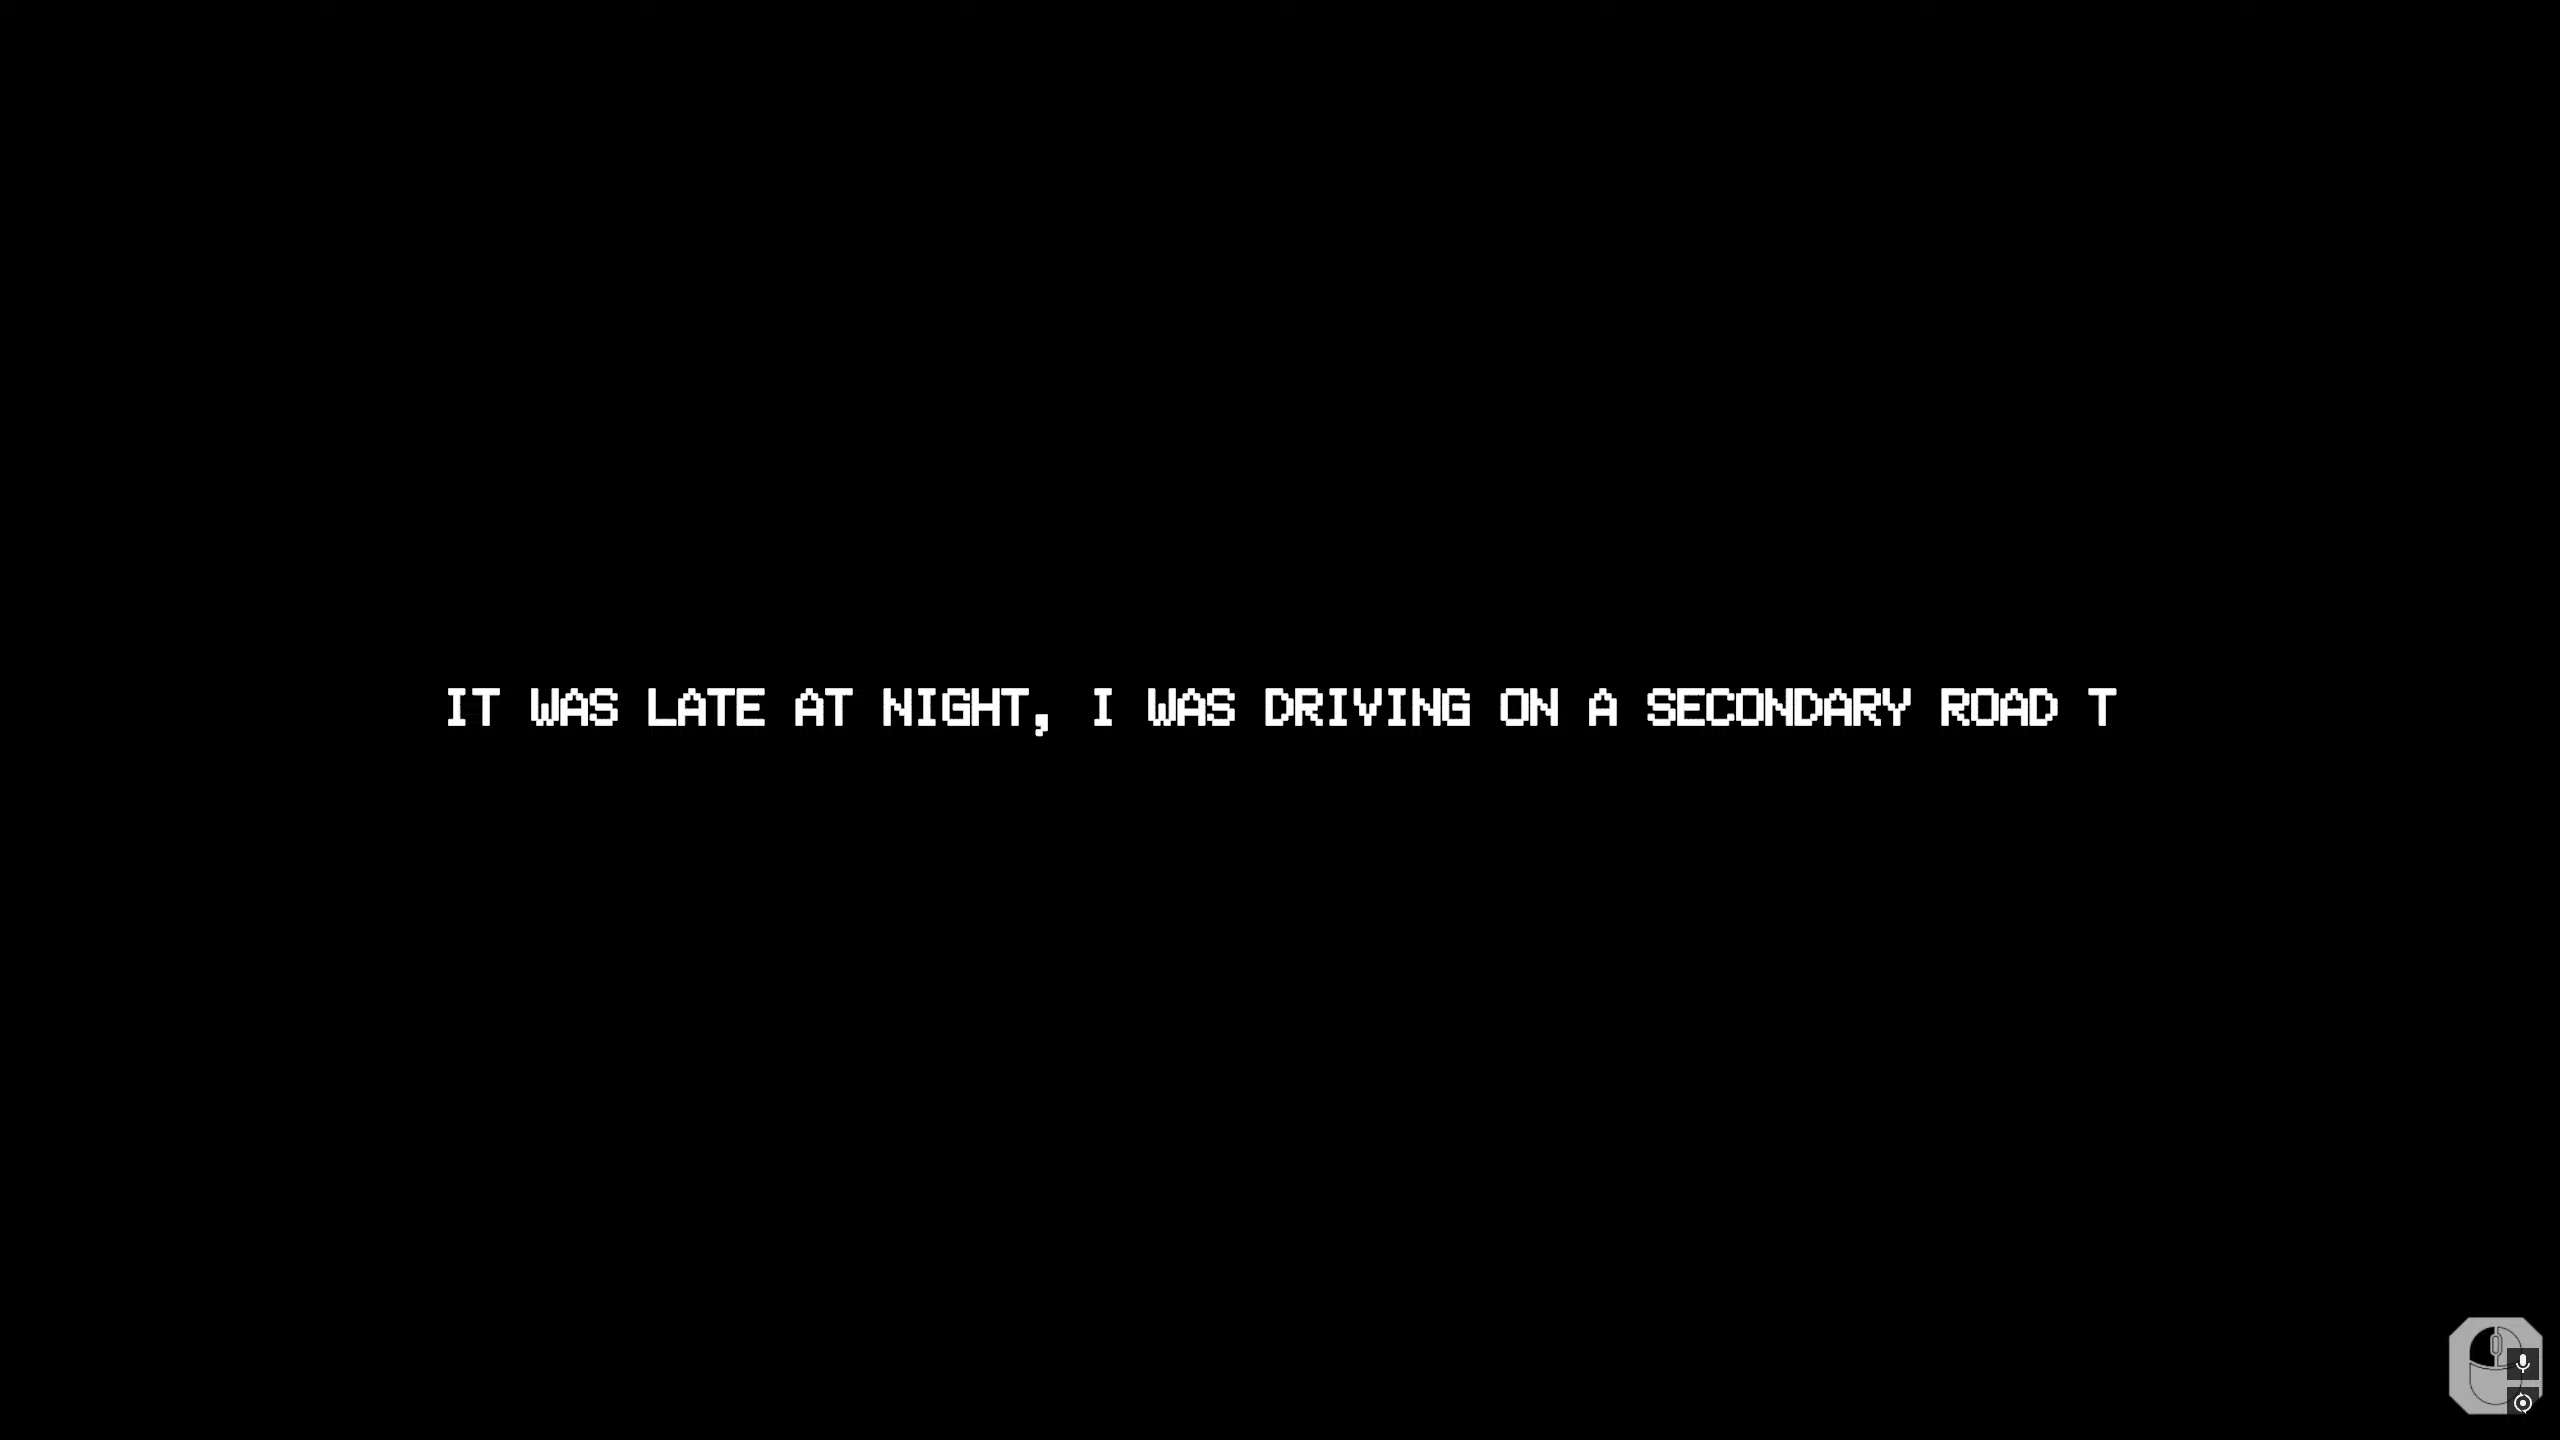 IT WAS LATE AT NIGHT, I WAS DRIVING ON A SECONDARY ROAD T